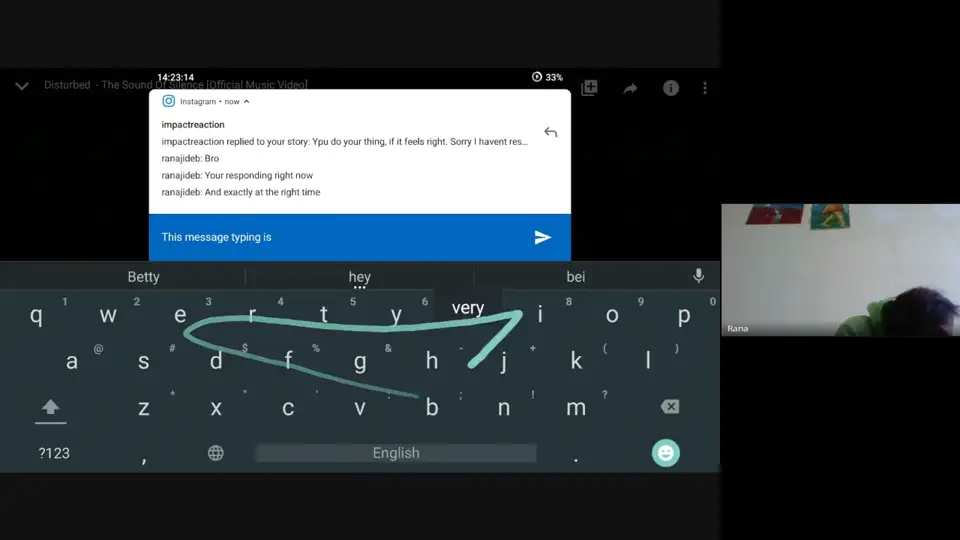 14:23:14
33%
Disturbed - The Sound Of Silence [Official Music Video]
Instagram • now
impactreaction
impactreaction replied to your story: Ypu do your thing, if it feels right. Sorry I havent res...
ranajideb: Bro
ranajideb: Your responding right now
ranajideb: And exactly at the right time
This message typing is
Betty hey bei
very
1 2 3 4 5 6 8 9 0
q w e r t y i o p
@ # $ % & - + ( )
a s d f g h j k l
* " ' : ; ! ?
z x c v b n m
?123 , English .
Rana